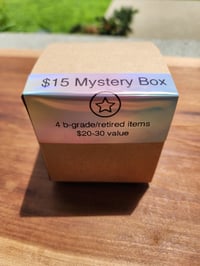 $15 Mystery Box
4 b-grade/retired items
$20-30 value